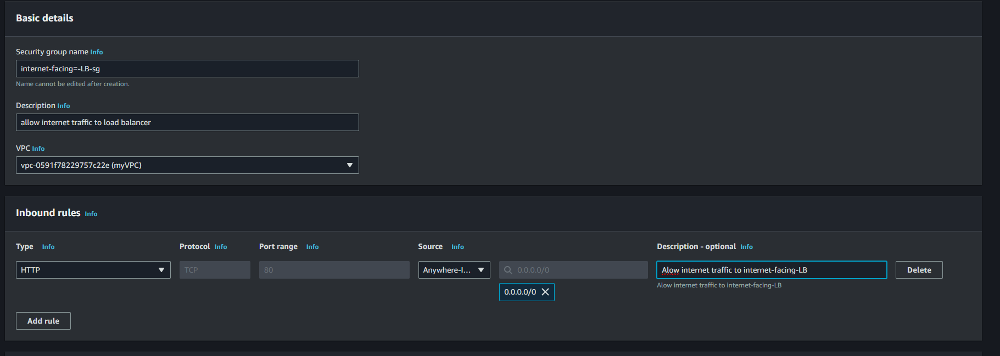 Basic details
Security group name Info
internet-facing=-LB-sg
Name cannot be edited after creation.
Description Info
allow internet traffic to load balancer
VPC Info
vpc-0591f78229757c22e (myVPC)
Inbound rules Info
Type Info Protocol Info Port range Info Source Info Description - optional Info
HTTP TCP 80 Anywhere-I... 0.0.0.0/0 Alow internet traffic to internet-facing-LB Delete
0.0.0.0/0 Alow internet traffic to internet-facing-LB
Add rule